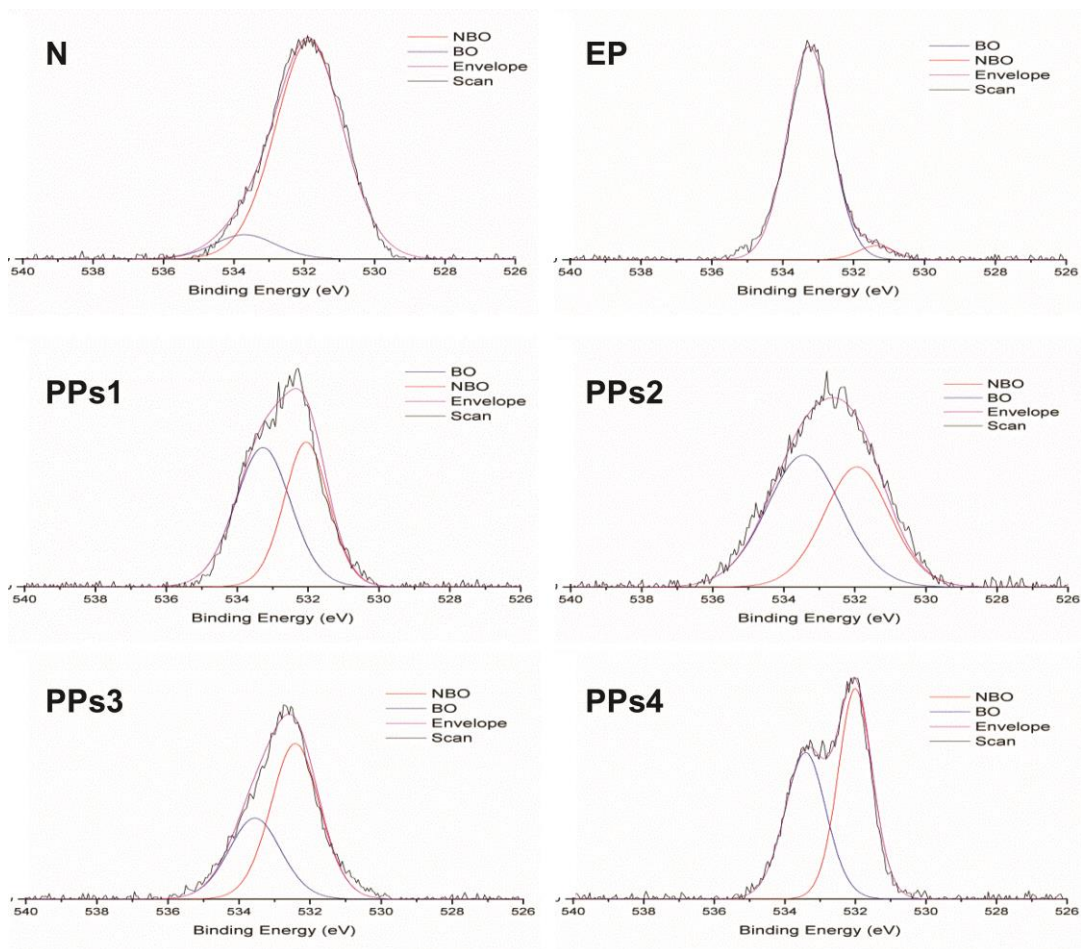 N
NBO
BO
Envelope
Scan
540 538 536 534 532 530 528 526
Binding Energy (eV)
EP
BO
NBO
Envelope
Scan
540 538 536 534 532 530 528 526
Binding Energy (eV)
PPs1
BO
NBO
Envelope
Scan
540 538 536 534 532 530 528 526
Binding Energy (eV)
PPs2
NBO
BO
Envelope
Scan
540 538 536 534 532 530 528 526
Binding Energy (eV)
PPs3
NBO
BO
Envelope
Scan
540 538 536 534 532 530 528 526
Binding Energy (eV)
PPs4
NBO
BO
Envelope
Scan
540 538 536 534 532 530 528 526
Binding Energy (eV)